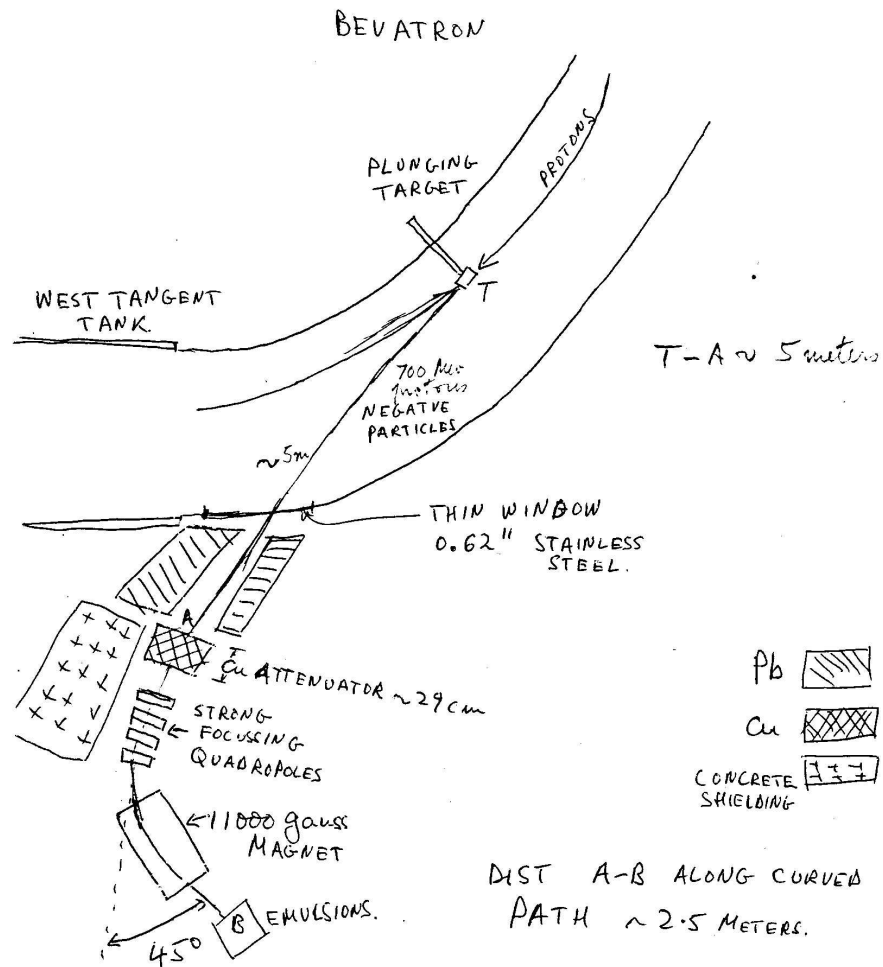 BEVATRON
PROTONS
PLUNGING
TARGET
T
WEST TANGENT
TANK.
T-A ~ 5 meters
700 Mev
protons
NEGATVE
PARTICLES
~5m
THIN WINDOW
0.62" STAINLESS
STEEL.
A
Cu ATTENUATOR ~29cm
STRONG
FOCUSSING
QUADROPOLES
Pb
Cu
CONCRETE
SHIELDING
11000 gauss
MAGNET
B
EMULSIONS.
45°
DIST A-B ALONG CURVED
PATH ~2.5 METERS.